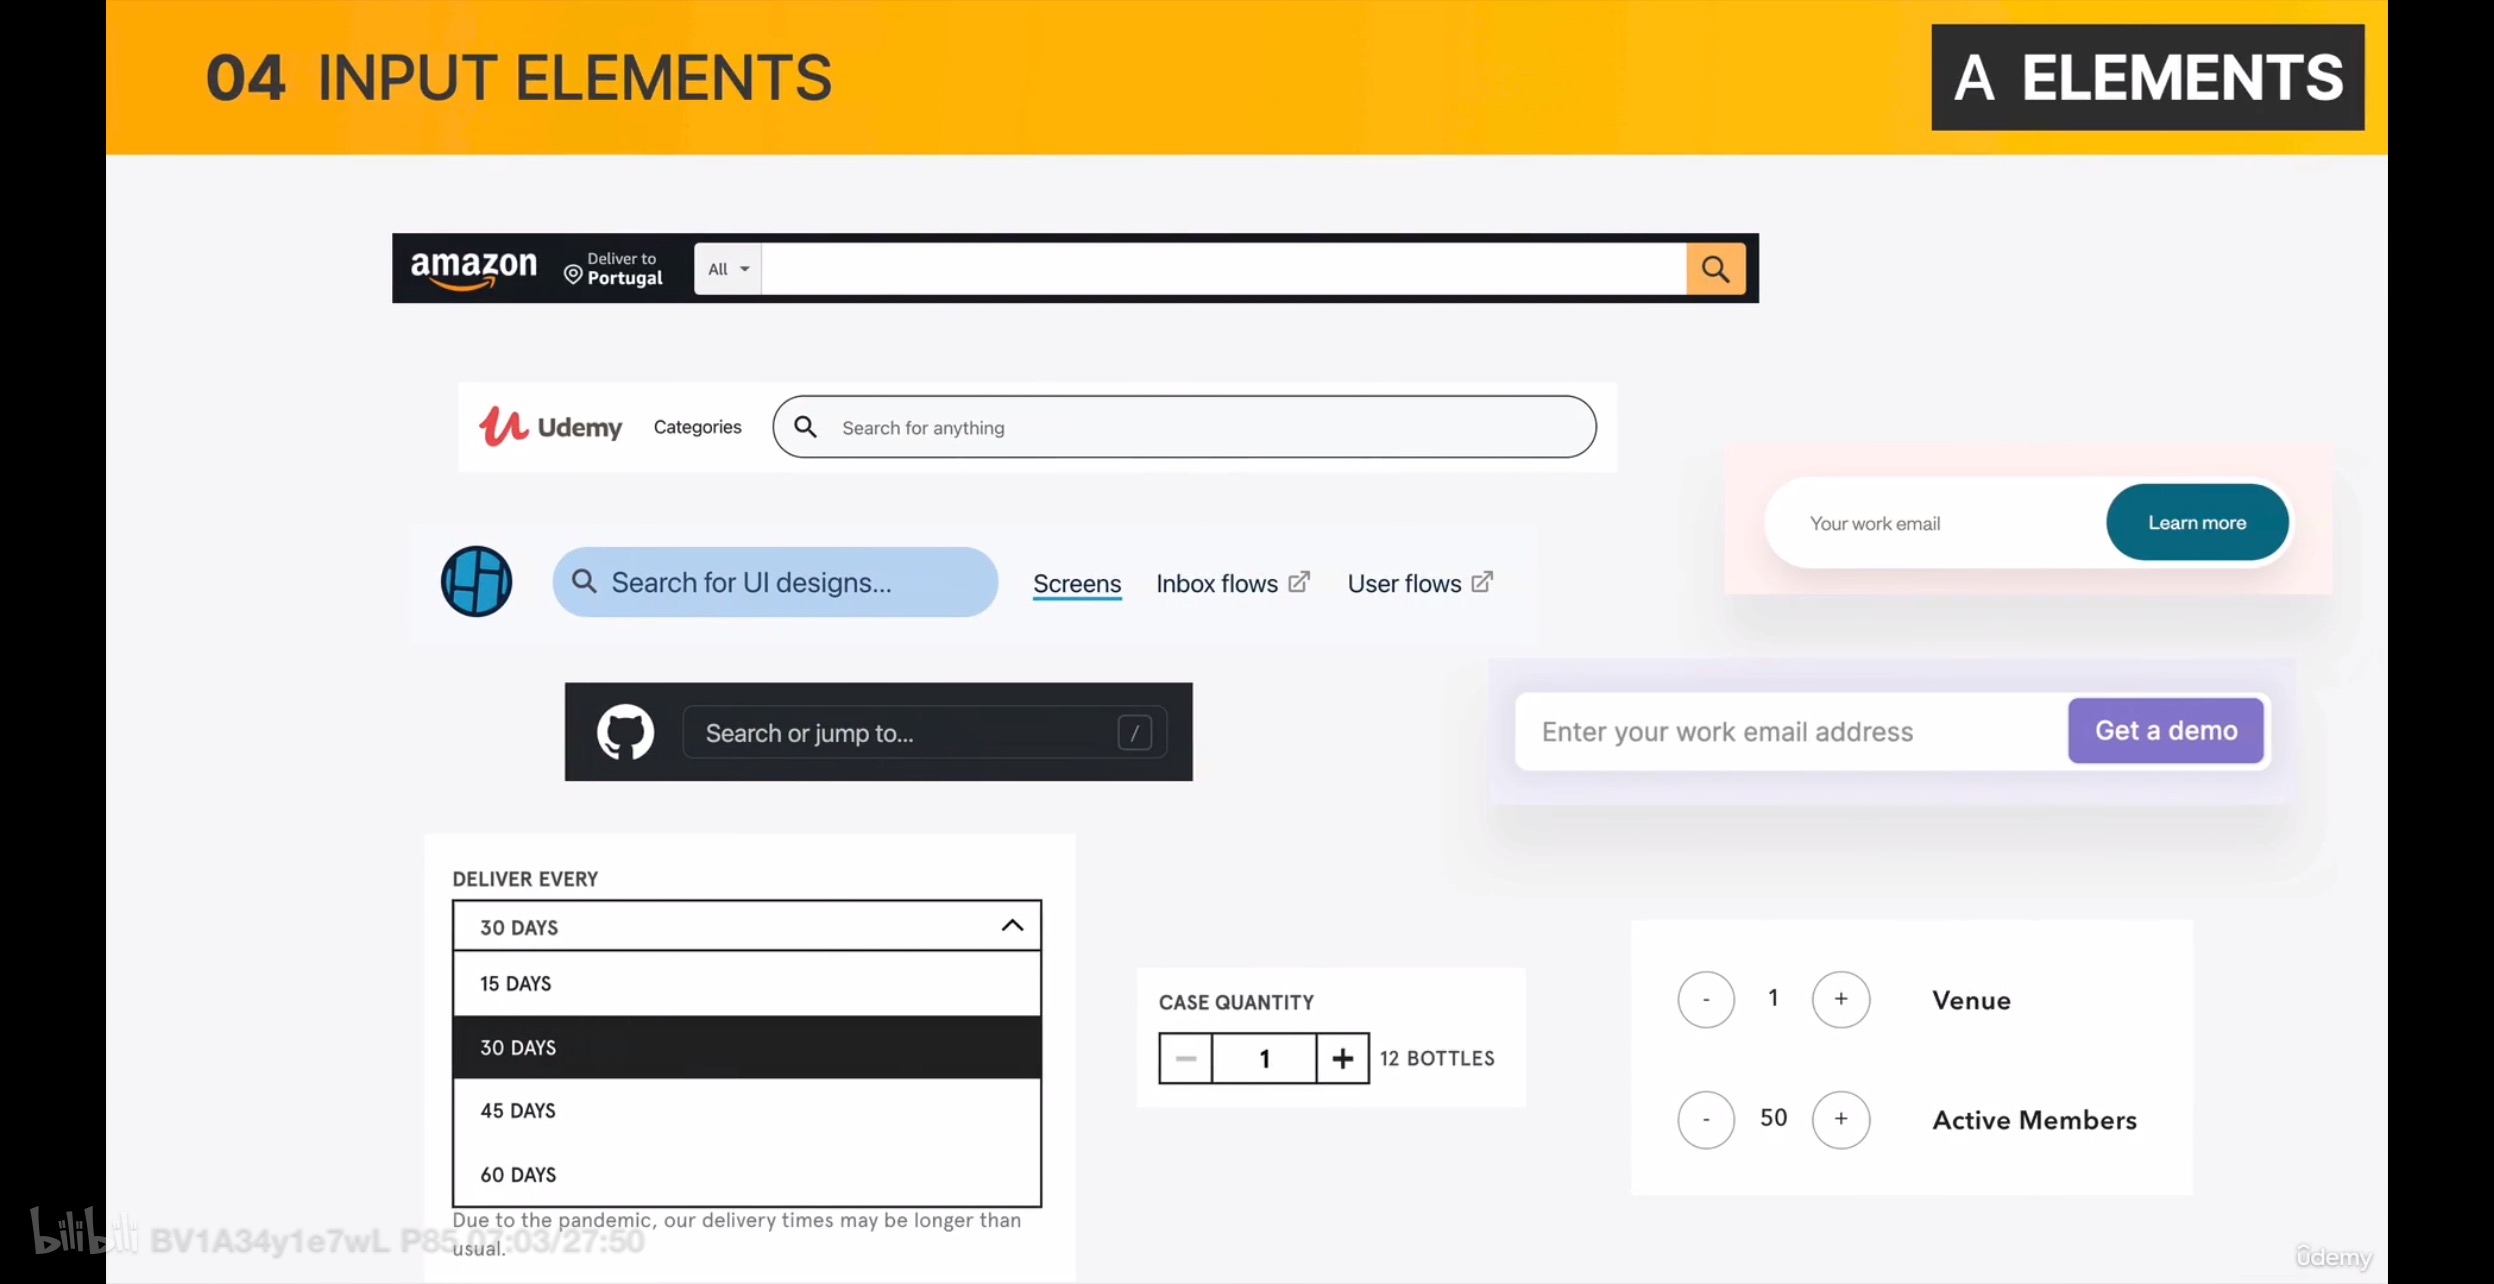 04 INPUT ELEMENTS
A ELEMENTS
amazon
Deliver to
Portugal
All
Udemy
Categories
Search for anything
Your work email
Learn more
Search for UI designs...
Screens
Inbox flows
User flows
Search or jump to...
/
Enter your work email address
Get a demo
DELIVER EVERY
30 DAYS
15 DAYS
30 DAYS
45 DAYS
60 DAYS
Due to the pandemic, our delivery times may be longer than
usual.
CASE QUANTITY
− 1 + 12 BOTTLES
- 1 + Venue
- 50 + Active Members
bilibili BV1A34y1e7wL P85 07:03/27:50
ûdemy